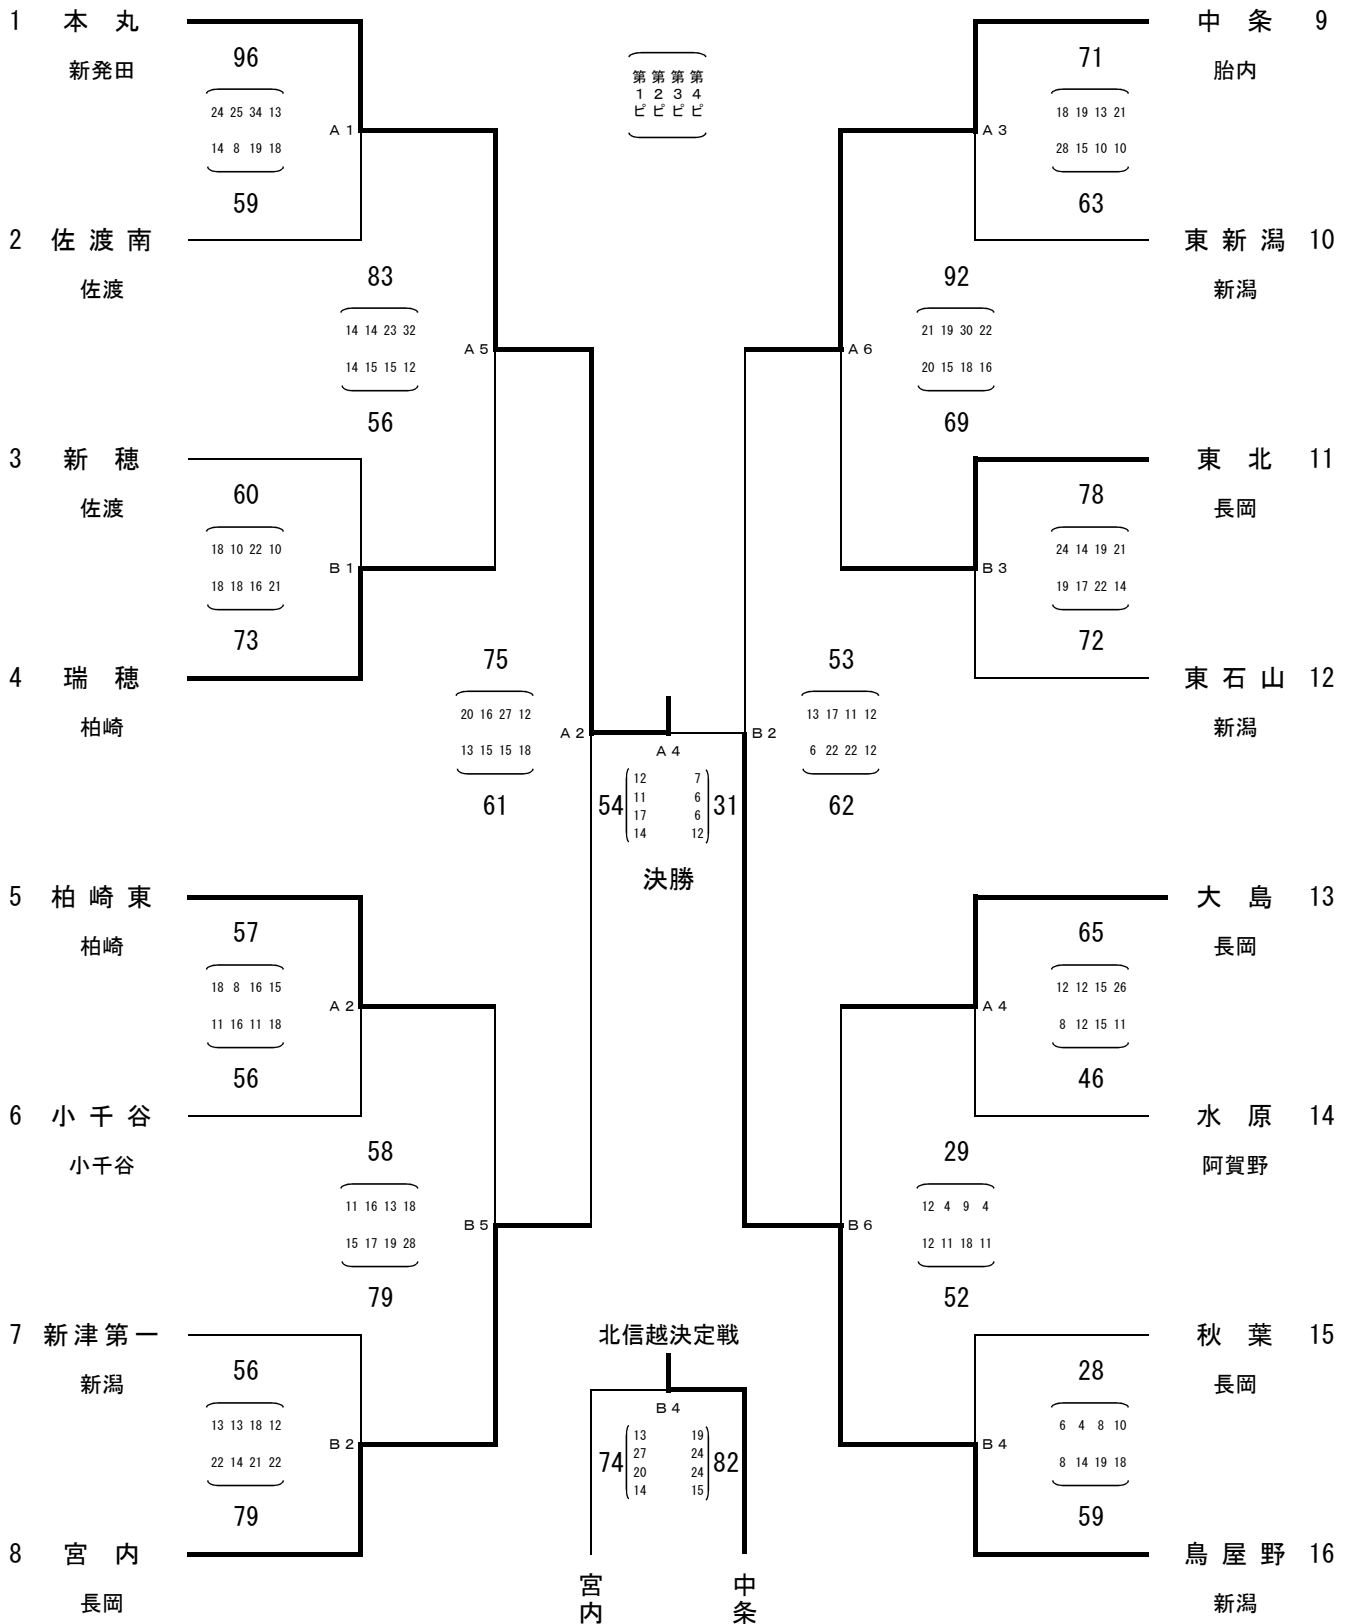 1 本丸
新発田
96
24 25 34 13
A1
14 8 19 18
59
2 佐渡南
佐渡
83
14 14 23 32
A5
14 15 15 12
56
3 新穂
佐渡
60
18 10 22 10
B1
18 18 16 21
73
4 瑞穂
柏崎
75
20 16 27 12
A2
13 15 15 18
61
5 柏崎東
柏崎
57
18 8 16 15
A2
11 16 11 18
56
6 小千谷
小千谷
58
11 16 13 18
B5
15 17 19 28
79
7 新津第一
新潟
56
13 13 18 12
B2
22 14 21 22
79
8 宮内
長岡
第1ピ 第2ピ 第3ピ 第4ピ
A4
12 7
11 6
54 31
17 6
14 12
決勝
北信越決定戦
B4
13 19
27 24
74 82
20 24
14 15
宮内 中条
中条 9
胎内
71
18 19 13 21
A3
28 15 10 10
63
東新潟 10
新潟
92
21 19 30 22
A6
20 15 18 16
69
東北 11
長岡
78
24 14 19 21
B3
19 17 22 14
72
東石山 12
新潟
53
13 17 11 12
B2
6 22 22 12
62
大島 13
長岡
65
12 12 15 26
A4
8 12 15 11
46
水原 14
阿賀野
29
12 4 9 4
B6
12 11 18 11
52
秋葉 15
長岡
28
6 4 8 10
B4
8 14 19 18
59
鳥屋野 16
新潟